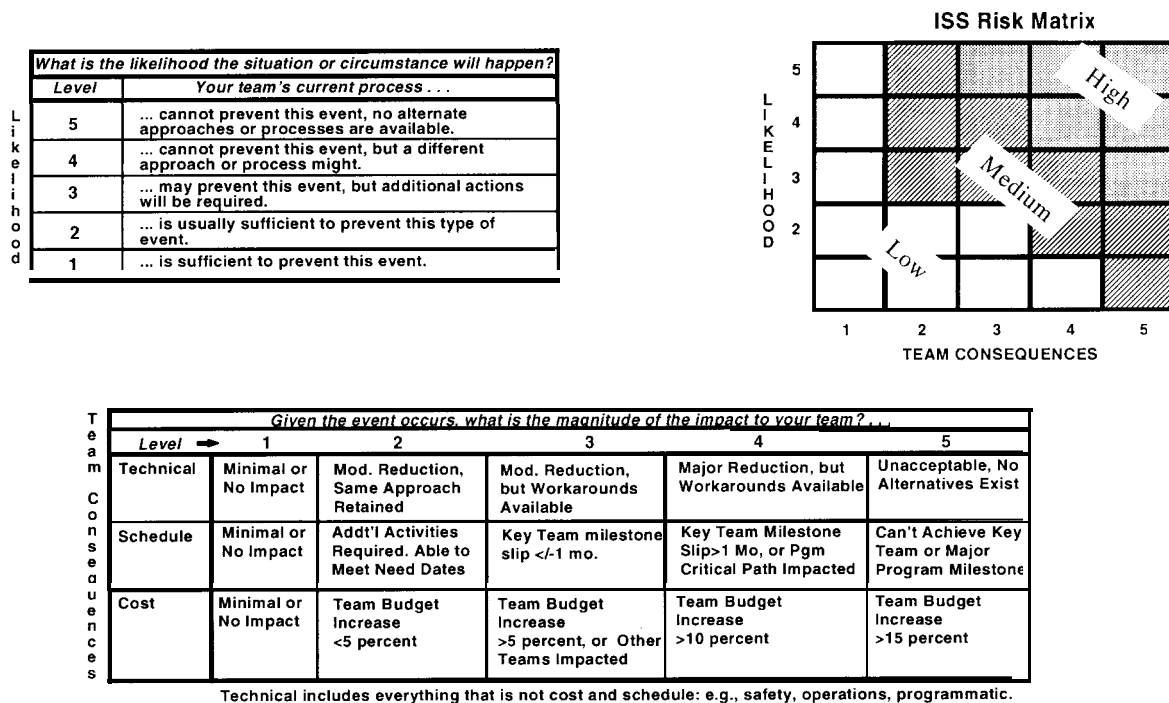 ISS Risk Matrix
What is the likelihood the situation or circumstance will happen?
Level Your team's current process . . .
Likelihood
5 ... cannot prevent this event, no alternate
approaches or processes are available.
4 ... cannot prevent this event, but a different
approach or process might.
3 ... may prevent this event, but additional actions
will be required.
2 ... is usually sufficient to prevent this type of
event.
1 ... is sufficient to prevent this event.
LIKELIHOOD
5
4
3
2
High
Medium
Low
1 2 3 4 5
TEAM CONSEQUENCES
Team Consequences
Given the event occurs, what is the magnitude of the impact to your team? . . .
Level 1 2 3 4 5
Technical
Minimal or
No Impact
Mod. Reduction,
Same Approach
Retained
Mod. Reduction,
but Workarounds
Available
Major Reduction, but
Workarounds Available
Unacceptable, No
Alternatives Exist
Schedule
Minimal or
No Impact
Addt'l Activities
Required. Able to
Meet Need Dates
Key Team milestone
slip </-1 mo.
Key Team Milestone
Slip>1 Mo, or Pgm
Critical Path Impacted
Can't Achieve Key
Team or Major
Program Milestone
Cost
Minimal or
No Impact
Team Budget
Increase
<5 percent
Team Budget
Increase
>5 percent, or Other
Teams Impacted
Team Budget
Increase
>10 percent
Team Budget
Increase
>15 percent
Technical includes everything that is not cost and schedule: e.g., safety, operations, programmatic.